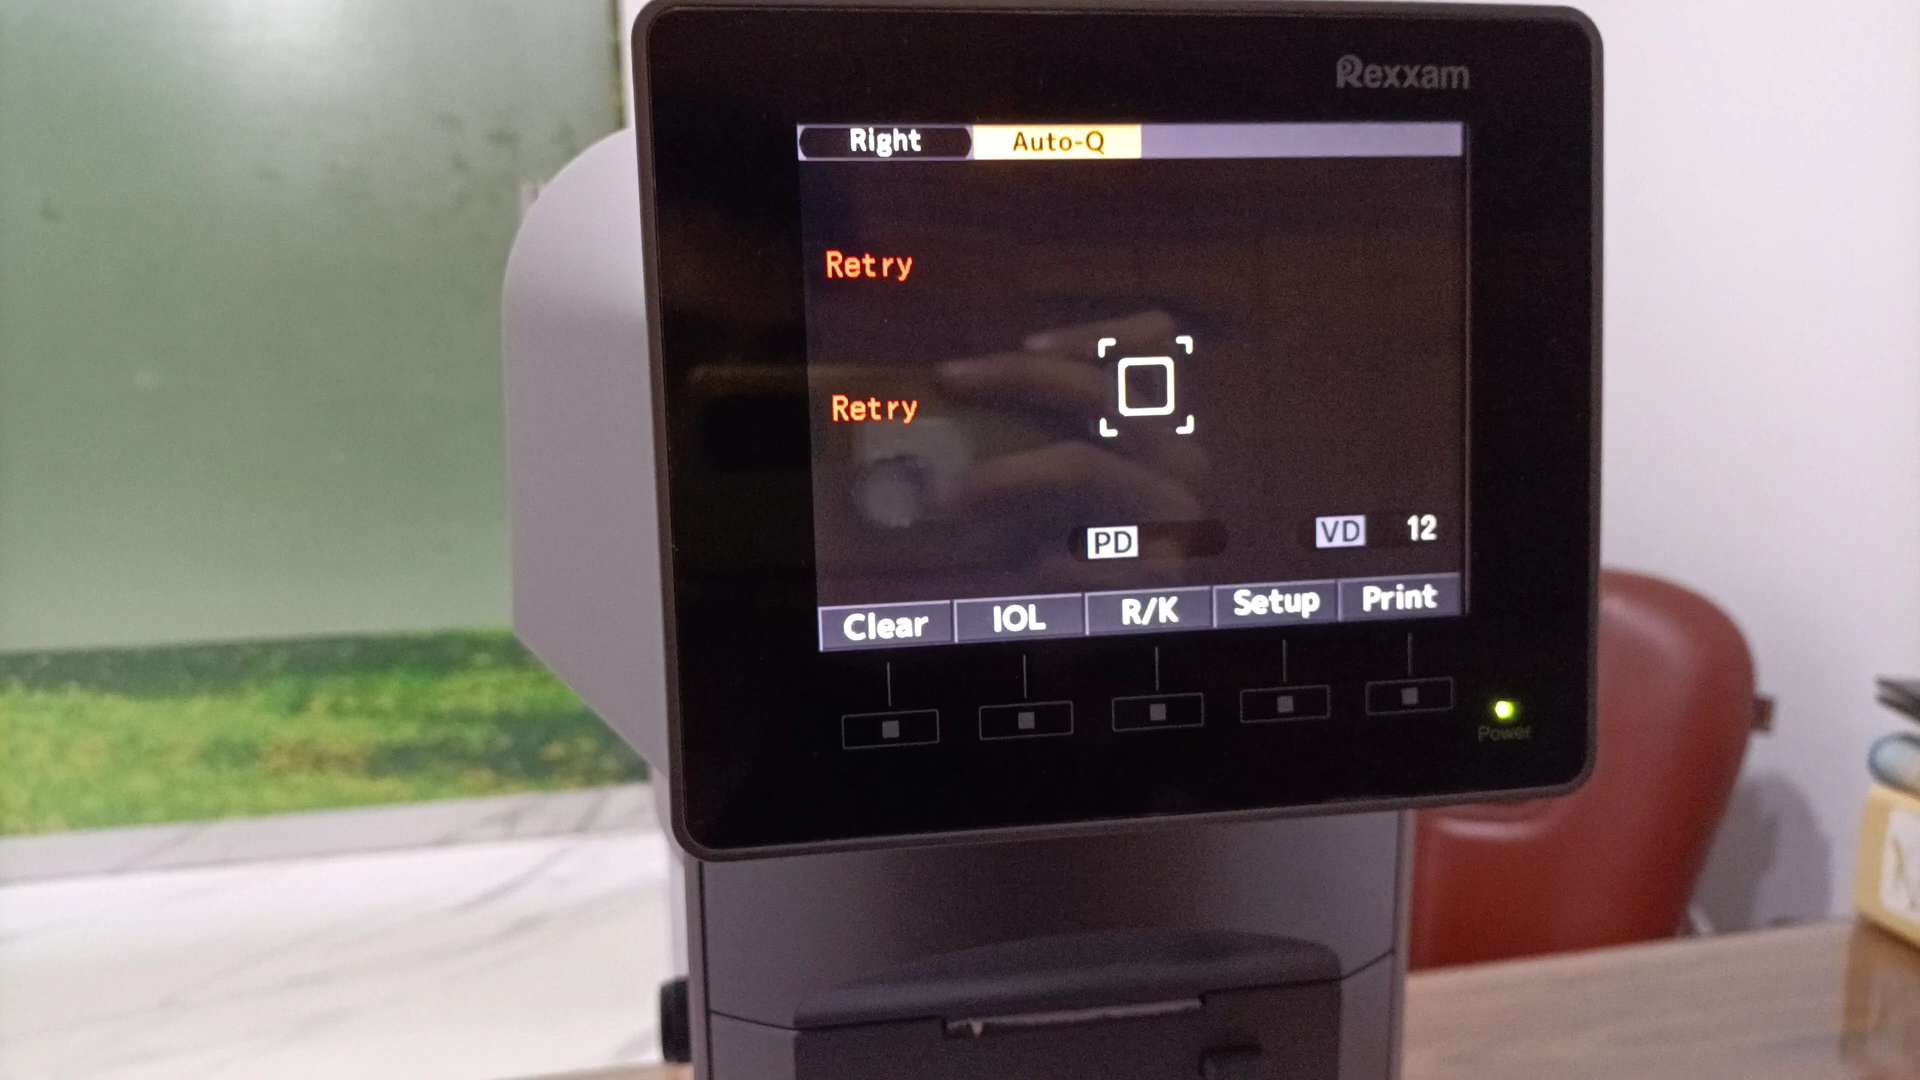 Rexxam
Right Auto-Q
Retry
Retry
PD VD 12
Clear IOL R/K Setup Print
Power